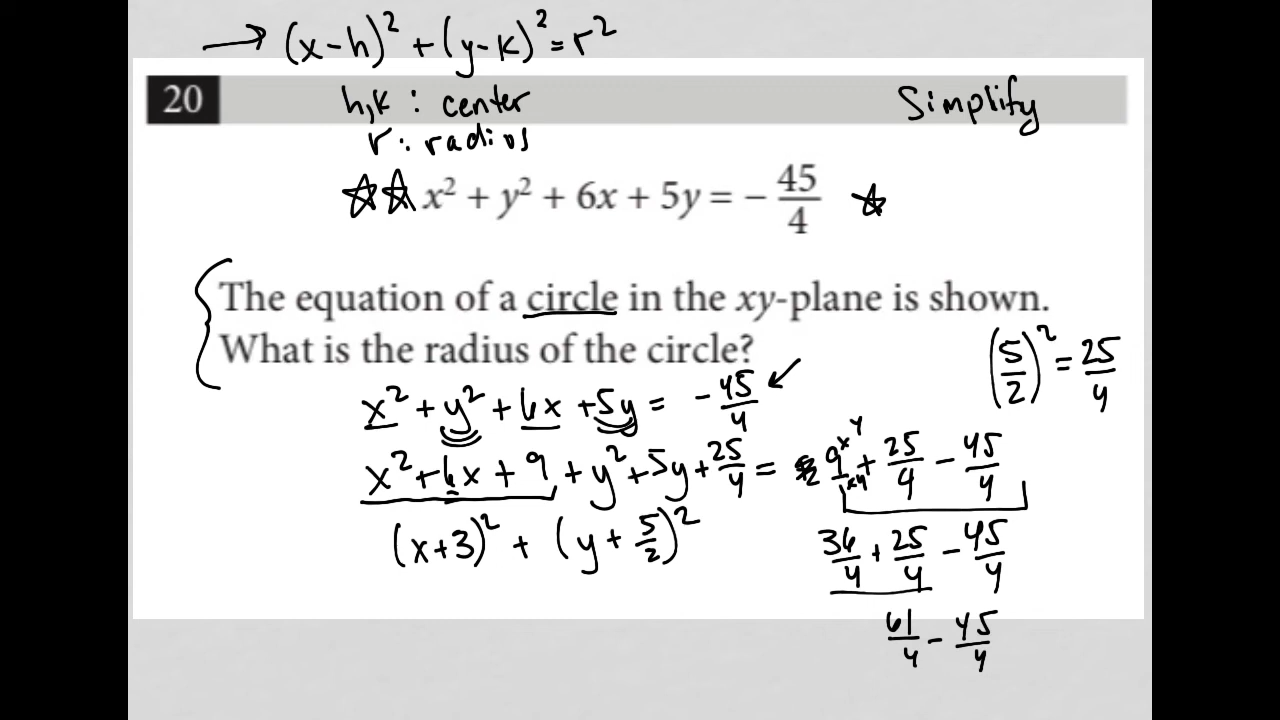 → (x-h)² + (y-k)² = r²
20
h,k : center
Simplify
r : radius
☆☆ x² + y² + 6x + 5y = − 45/4 ☆
The equation of a circle in the xy-plane is shown.
What is the radius of the circle?
(5/2)² = 25/4
x² + y² + 6x + 5y = - 45/4
x² + 6x + 9 + y² + 5y + 25/4 = 9 x4 x4 + 25/4 - 45/4
(x+3)² + (y + 5/2)²
36/4 + 25/4 - 45/4
61/4 - 45/4